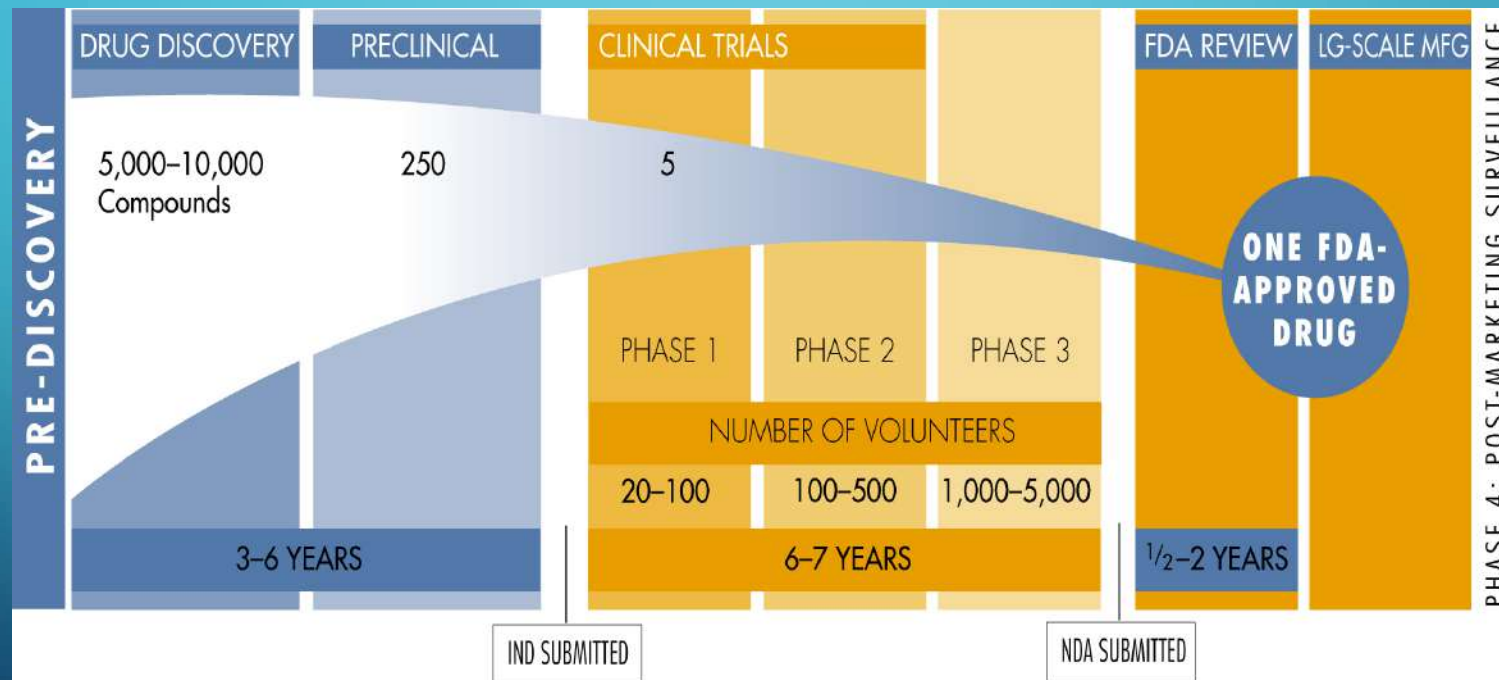 PRE-DISCOVERY
DRUG DISCOVERY
PRECLINICAL
CLINICAL TRIALS
FDA REVIEW
LG-SCALE MFG
5,000–10,000
Compounds
250
5
ONE FDA-
APPROVED
DRUG
PHASE 1
PHASE 2
PHASE 3
NUMBER OF VOLUNTEERS
20–100
100–500
1,000–5,000
3–6 YEARS
6–7 YEARS
1/2–2 YEARS
IND SUBMITTED
NDA SUBMITTED
PHASE 4: POST-MARKETING SURVEILLANCE